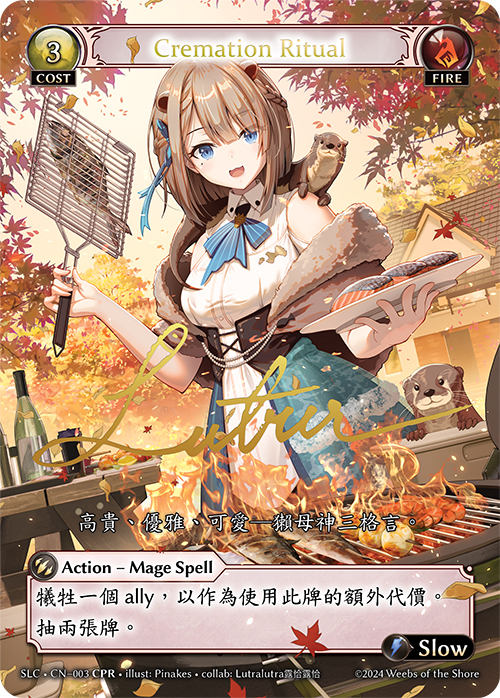 3
COST
Cremation Ritual
FIRE
Lutra
高貴、優雅、可愛—獺母神三格言。
Action – Mage Spell
犧牲一個 ally,以作為使用此牌的額外代價。
抽兩張牌。
Slow
SLC • CN–003 CPR • illust: Pinakes • collab: Lutralutra露恰露恰
©2024 Weebs of the Shore